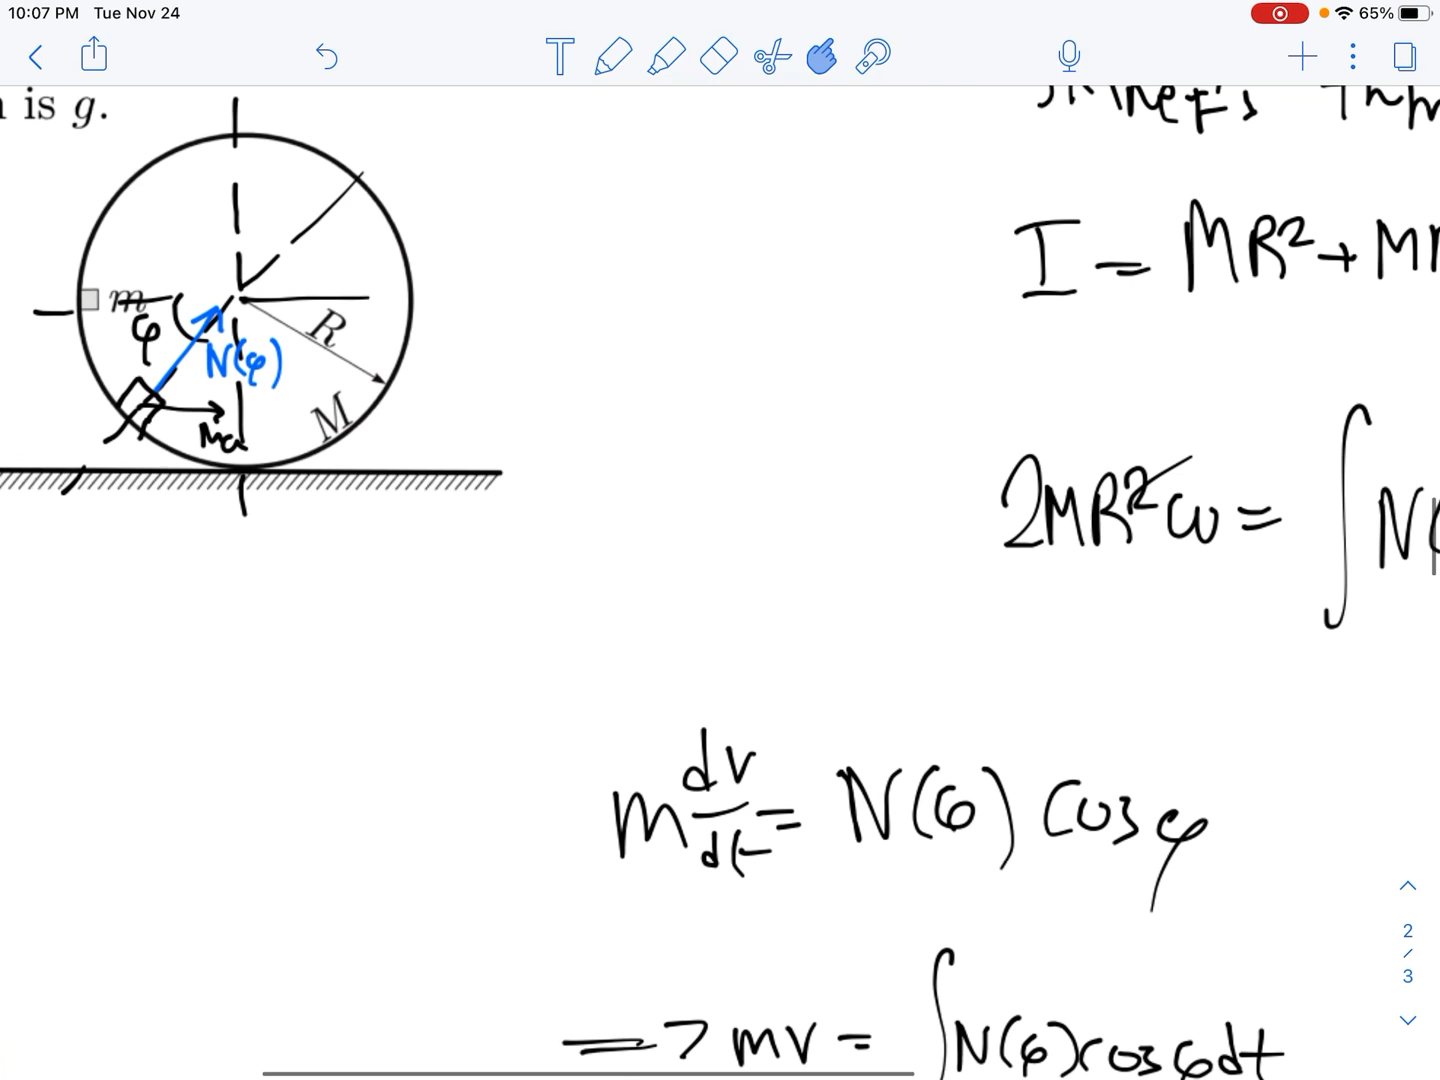 10:07 PM Tue Nov 24
65%
is g.
I = MR² + M
m
φ
R
N(φ)
M
Ma
2MR²ω = ∫ N(
m dv/dt = N(φ) cos φ
=> mv = ∫ N(φ) cos φ dt
2
/
3